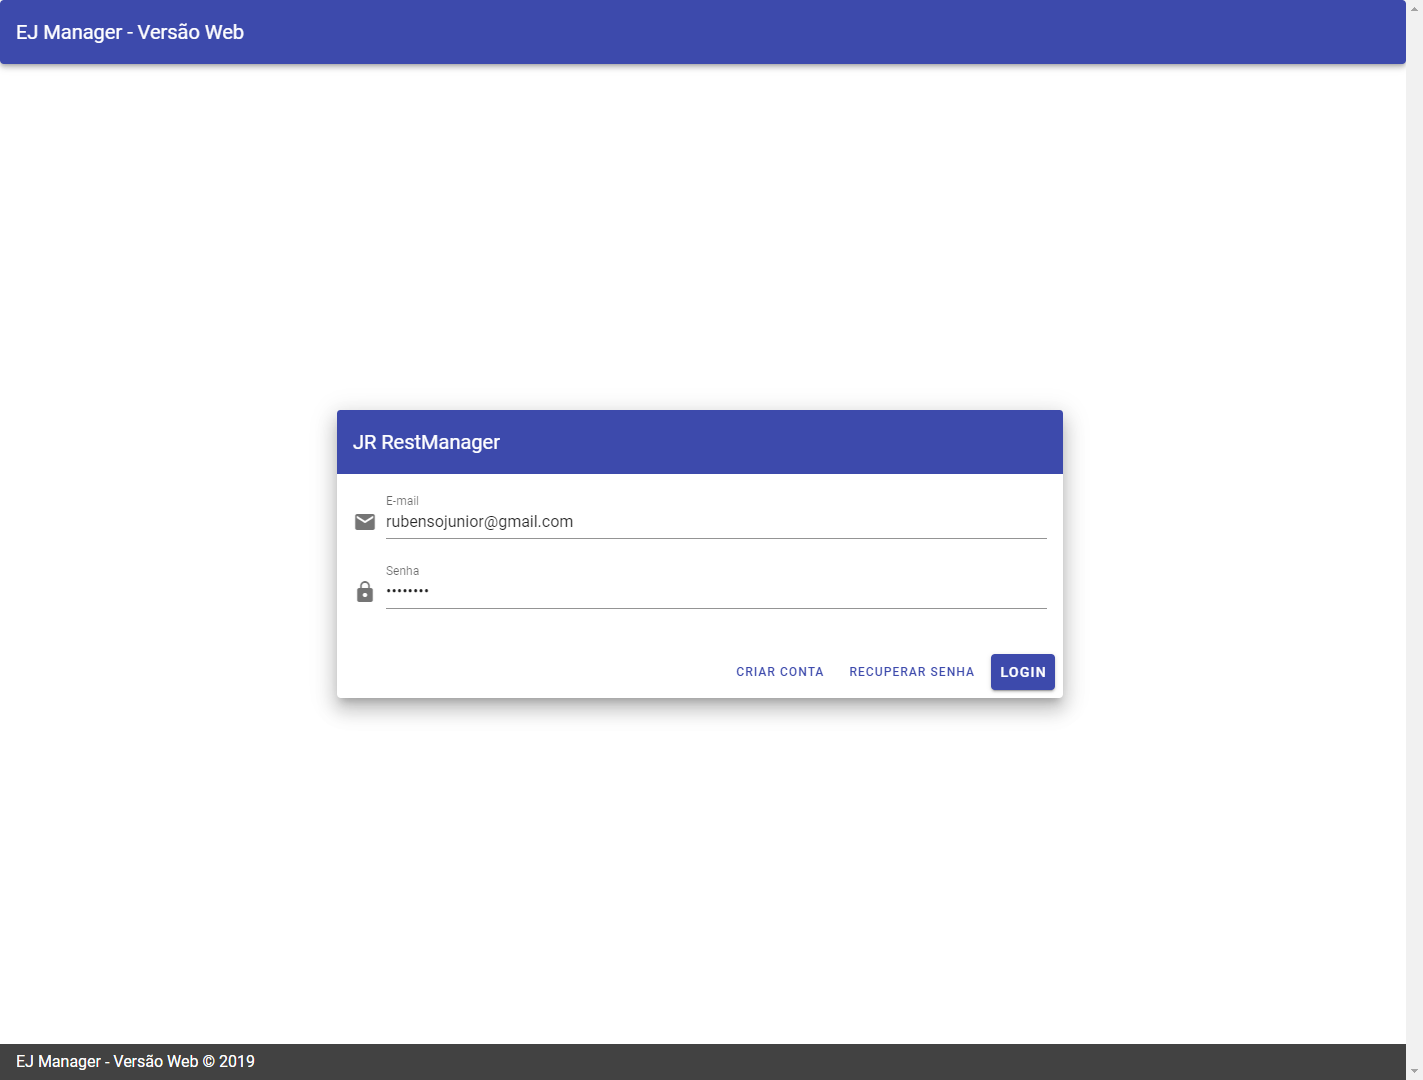 EJ Manager - Versão Web
JR RestManager
E-mail
rubensojunior@gmail.com
Senha
••••••••
CRIAR CONTA RECUPERAR SENHA LOGIN
EJ Manager - Versão Web © 2019